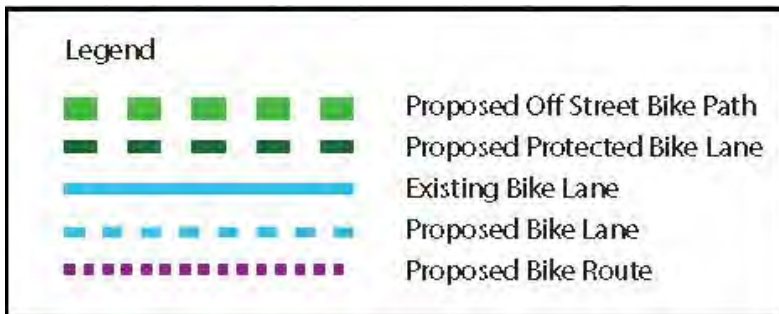 Legend
Proposed Off Street Bike Path
Proposed Protected Bike Lane
Existing Bike Lane
Proposed Bike Lane
Proposed Bike Route